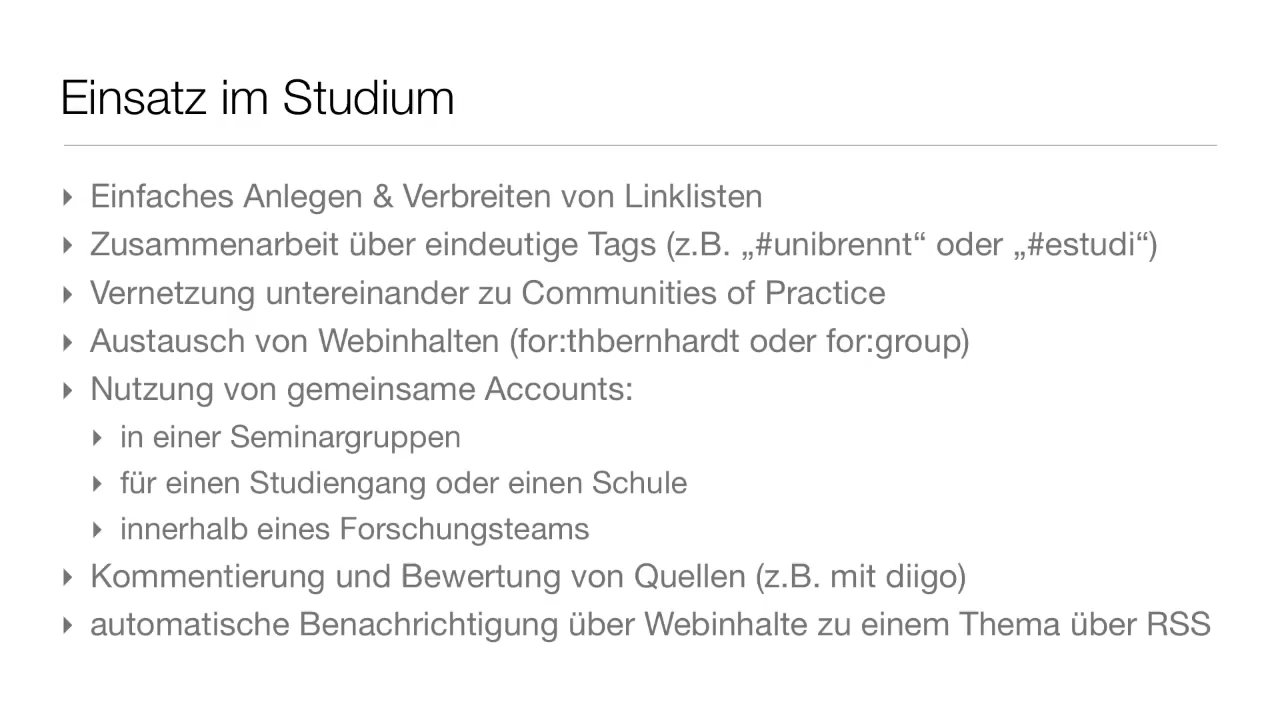 Einsatz im Studium
‣ Einfaches Anlegen & Verbreiten von Linklisten
‣ Zusammenarbeit über eindeutige Tags (z.B. „#unibrennt“ oder „#estudi“)
‣ Vernetzung untereinander zu Communities of Practice
‣ Austausch von Webinhalten (for:thbernhardt oder for:group)
‣ Nutzung von gemeinsame Accounts:
‣ in einer Seminargruppen
‣ für einen Studiengang oder einen Schule
‣ innerhalb eines Forschungsteams
‣ Kommentierung und Bewertung von Quellen (z.B. mit diigo)
‣ automatische Benachrichtigung über Webinhalte zu einem Thema über RSS